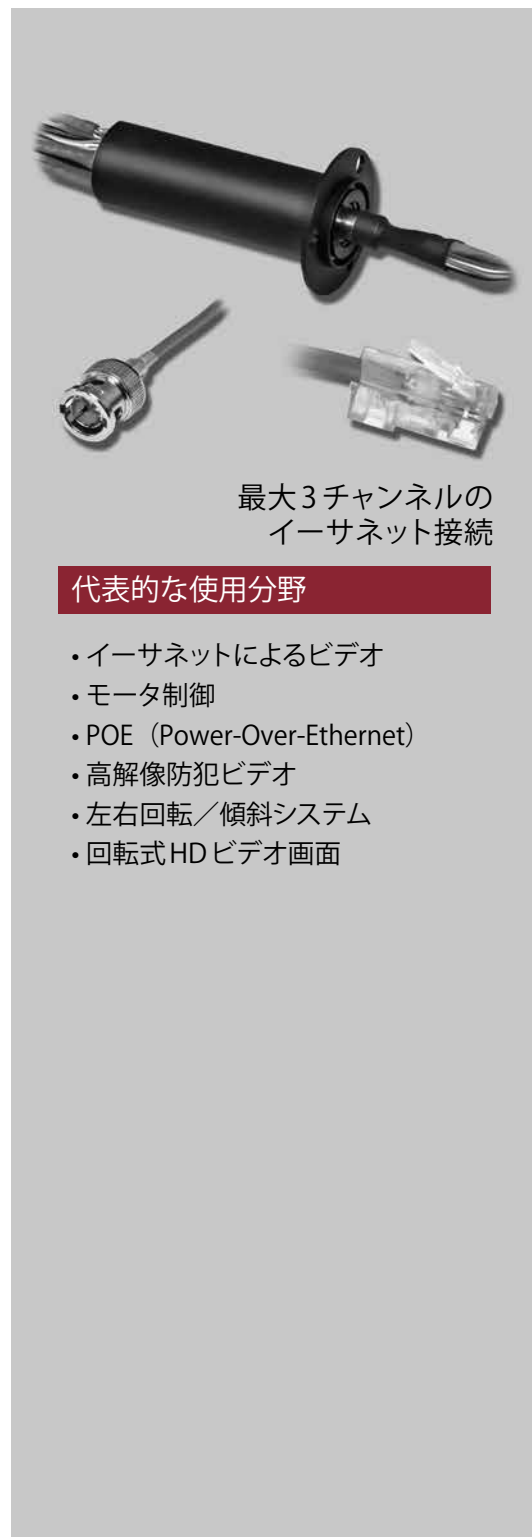 最大3チャンネルの
イーサネット接続
代表的な使用分野
• イーサネットによるビデオ
• モータ制御
• POE（Power-Over-Ethernet）
• 高解像防犯ビデオ
• 左右回転／傾斜システム
• 回転式HDビデオ画面